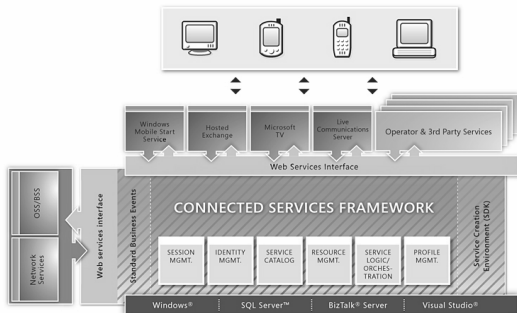 Windows
Mobile Start
Service
Hosted
Exchange
Microsoft
TV
Live
Communications
Server
Operator & 3rd Party Services
Web Services Interface
OSS/BSS
Network
Services
Web services interface
Standard Business Events
CONNECTED SERVICES FRAMEWORK
SESSION
MGMT.
IDENTITY
MGMT.
SERVICE
CATALOG
RESOURCE
MGMT.
SERVICE
LOGIC/
ORCHES-
TRATION
PROFILE
MGMT.
Service Creation
Environment (SDK)
Windows® SQL Server™ BizTalk® Server Visual Studio®